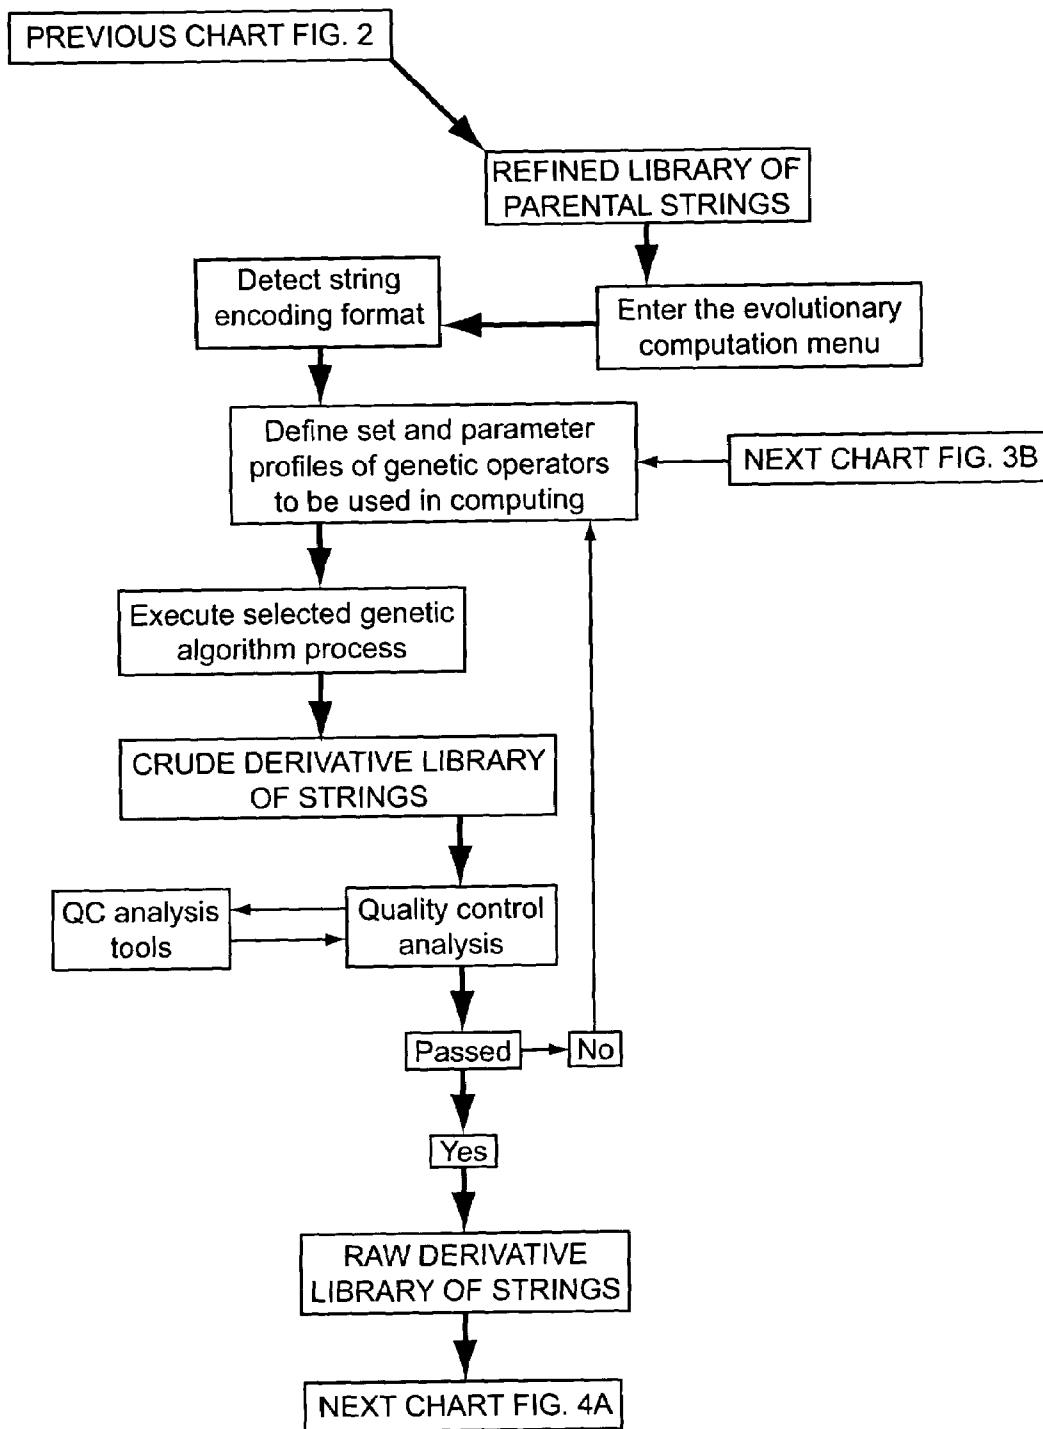 PREVIOUS CHART FIG. 2
REFINED LIBRARY OF
PARENTAL STRINGS
Detect string
encoding format
Enter the evolutionary
computation menu
Define set and parameter
profiles of genetic operators
to be used in computing
NEXT CHART FIG. 3B
Execute selected genetic
algorithm process
CRUDE DERIVATIVE LIBRARY
OF STRINGS
QC analysis
tools
Quality control
analysis
Passed
No
Yes
RAW DERIVATIVE
LIBRARY OF STRINGS
NEXT CHART FIG. 4A